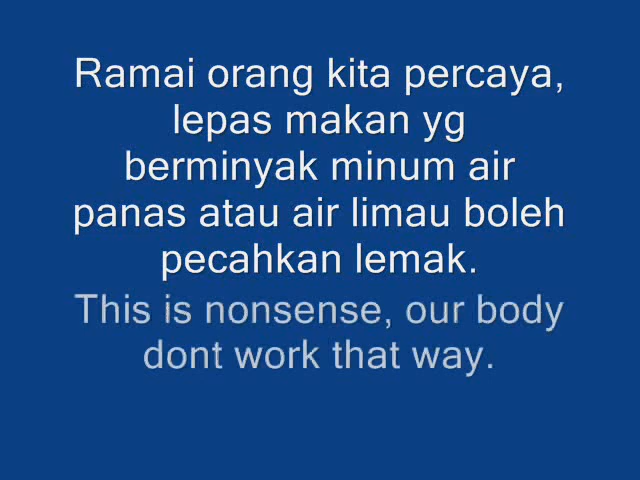 Ramai orang kita percaya,
lepas makan yg
berminyak minum air
panas atau air limau boleh
pecahkan lemak.
This is nonsense, our body
dont work that way.